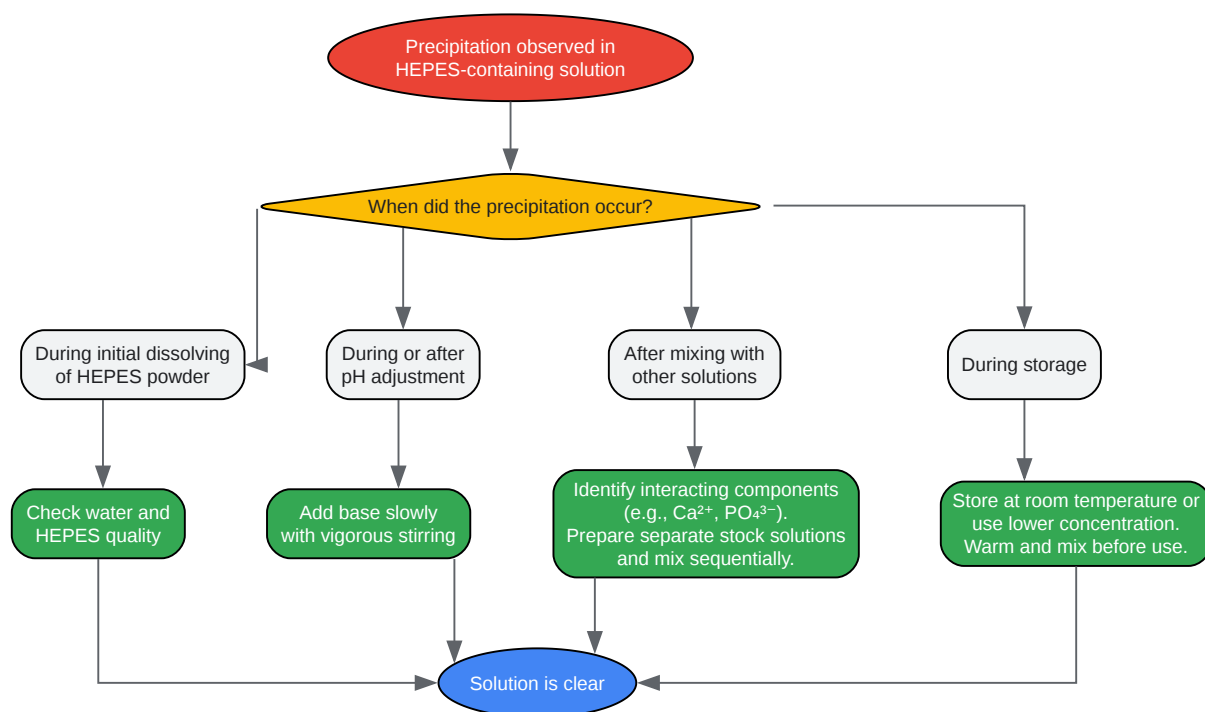 Precipitation observed in
HEPES-containing solution
When did the precipitation occur?
During initial dissolving
of HEPES powder
During or after
pH adjustment
After mixing with
other solutions
During storage
Check water and
HEPES quality
Add base slowly
with vigorous stirring
Identify interacting components
(e.g., Ca²⁺, PO₄³⁻).
Prepare separate stock solutions
and mix sequentially.
Store at room temperature or
use lower concentration.
Warm and mix before use.
Solution is clear